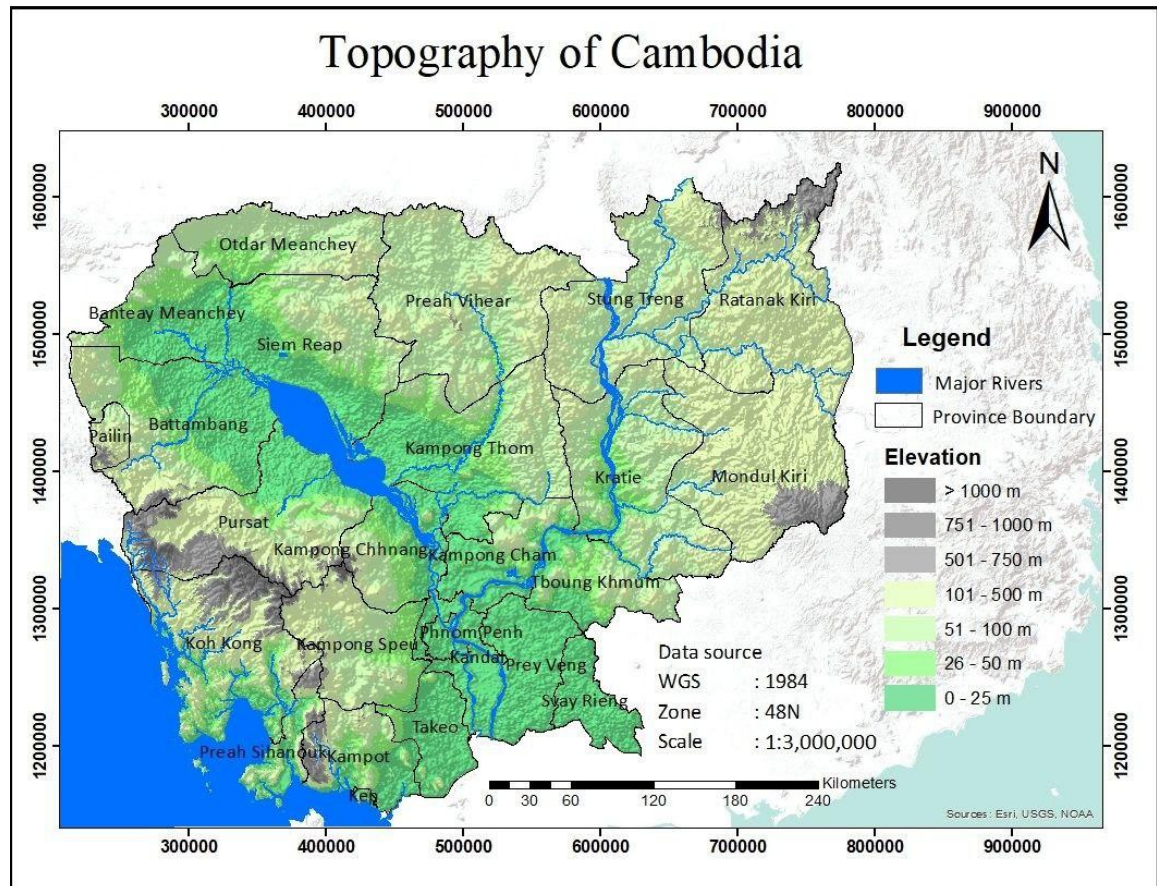 Topography of Cambodia
300000 400000 500000 600000 700000 800000 900000
1600000 1600000
1500000 1500000
1400000 1400000
1300000 1300000
1200000 1200000
N
Otdar Meanchey
Banteay Meanchey
Preah Vihear
Stung Treng
Ratanak Kiri
Siem Reap
Pailin
Battambang
Kampong Thom
Kratie
Mondul Kiri
Pursat
Kampong Chhnang
Kampong Cham
Tboung Khmum
Koh Kong
Kampong Speu
Phnom Penh
Kandal
Prey Veng
Svay Rieng
Takeo
Preah Sihanouk
Kampot
Kep
Legend
Major Rivers
Province Boundary
Elevation
> 1000 m
751 - 1000 m
501 - 750 m
101 - 500 m
51 - 100 m
26 - 50 m
0 - 25 m
Data source
WGS : 1984
Zone : 48N
Scale : 1:3,000,000
Kilometers
0 30 60 120 180 240
Sources: Esri, USGS, NOAA
300000 400000 500000 600000 700000 800000 900000